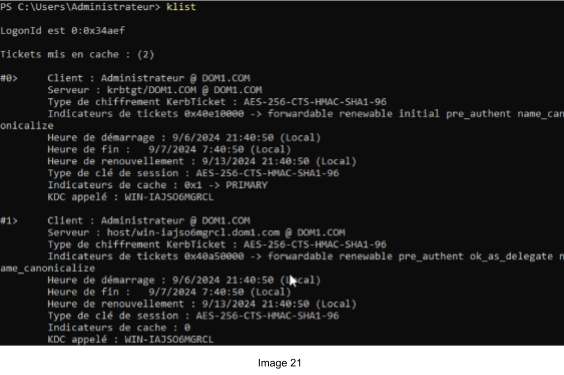 PS C:\Users\Administrateur> klist
LogonId est 0:0x34aef
Tickets mis en cache : (2)
#0> Client : Administrateur @ DOM1.COM
Serveur : krbtgt/DOM1.COM @ DOM1.COM
Type de chiffrement KerbTicket : AES-256-CTS-HMAC-SHA1-96
Indicateurs de tickets 0x40e10000 -> forwardable renewable initial pre_authent name_can
onicalize
Heure de démarrage : 9/6/2024 21:40:50 (Local)
Heure de fin : 9/7/2024 7:40:50 (Local)
Heure de renouvellement : 9/13/2024 21:40:50 (Local)
Type de clé de session : AES-256-CTS-HMAC-SHA1-96
Indicateurs de cache : 0x1 -> PRIMARY
KDC appelé : WIN-IAJSO6MGRCL
#1> Client : Administrateur @ DOM1.COM
Serveur : host/win-iajso6mgrcl.dom1.com @ DOM1.COM
Type de chiffrement KerbTicket : AES-256-CTS-HMAC-SHA1-96
Indicateurs de tickets 0x40a50000 -> forwardable renewable pre_authent ok_as_delegate n
ame_canonicalize
Heure de démarrage : 9/6/2024 21:40:50 (Local)
Heure de fin : 9/7/2024 7:40:50 (Local)
Heure de renouvellement : 9/13/2024 21:40:50 (Local)
Type de clé de session : AES-256-CTS-HMAC-SHA1-96
Indicateurs de cache : 0
KDC appelé : WIN-IAJSO6MGRCL
Image 21